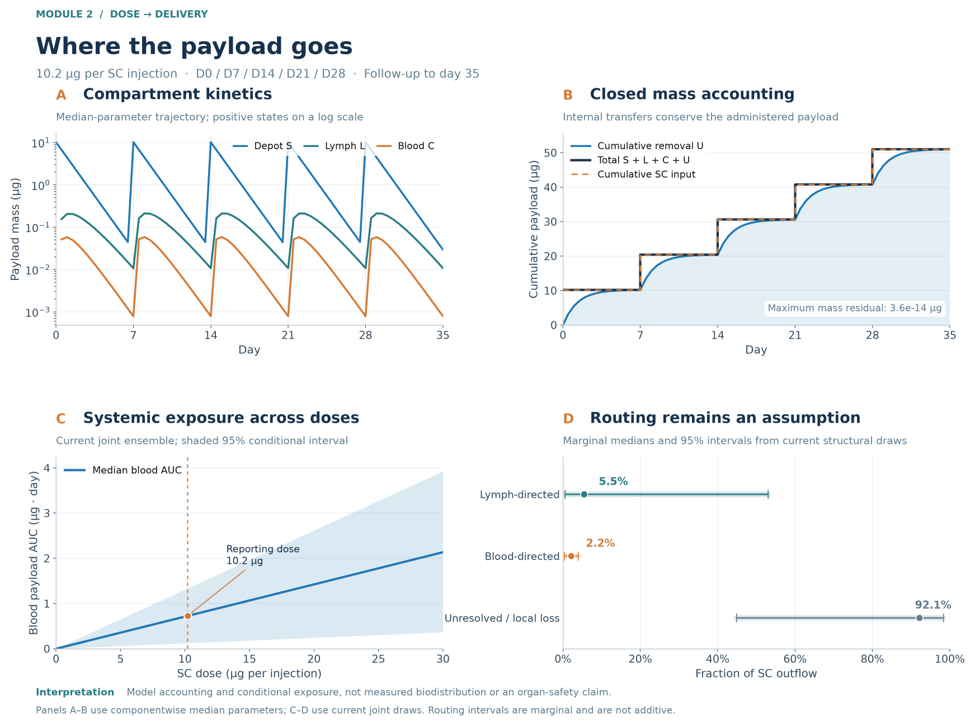 MODULE 2 / DOSE → DELIVERY
Where the payload goes
10.2 µg per SC injection · D0 / D7 / D14 / D21 / D28 · Follow-up to day 35
A Compartment kinetics
Median-parameter trajectory; positive states on a log scale
Depot S
Lymph L
Blood C
Payload mass (µg)
10¹
10⁰
10⁻¹
10⁻²
10⁻³
0 7 14 21 28 35
Day
B Closed mass accounting
Internal transfers conserve the administered payload
Cumulative removal U
Total S + L + C + U
Cumulative SC input
Cumulative payload (µg)
50
40
30
20
10
0
Maximum mass residual: 3.6e-14 µg
0 7 14 21 28 35
Day
C Systemic exposure across doses
Current joint ensemble; shaded 95% conditional interval
Median blood AUC
Blood payload AUC (µg · day)
4
3
2
1
0
Reporting dose
10.2 µg
0 5 10 15 20 25 30
SC dose (µg per injection)
D Routing remains an assumption
Marginal medians and 95% intervals from current structural draws
5.5%
Lymph-directed
2.2%
Blood-directed
92.1%
Unresolved / local loss
0% 20% 40% 60% 80% 100%
Fraction of SC outflow
Interpretation Model accounting and conditional exposure, not measured biodistribution or an organ-safety claim.
Panels A–B use componentwise median parameters; C–D use current joint draws. Routing intervals are marginal and are not additive.